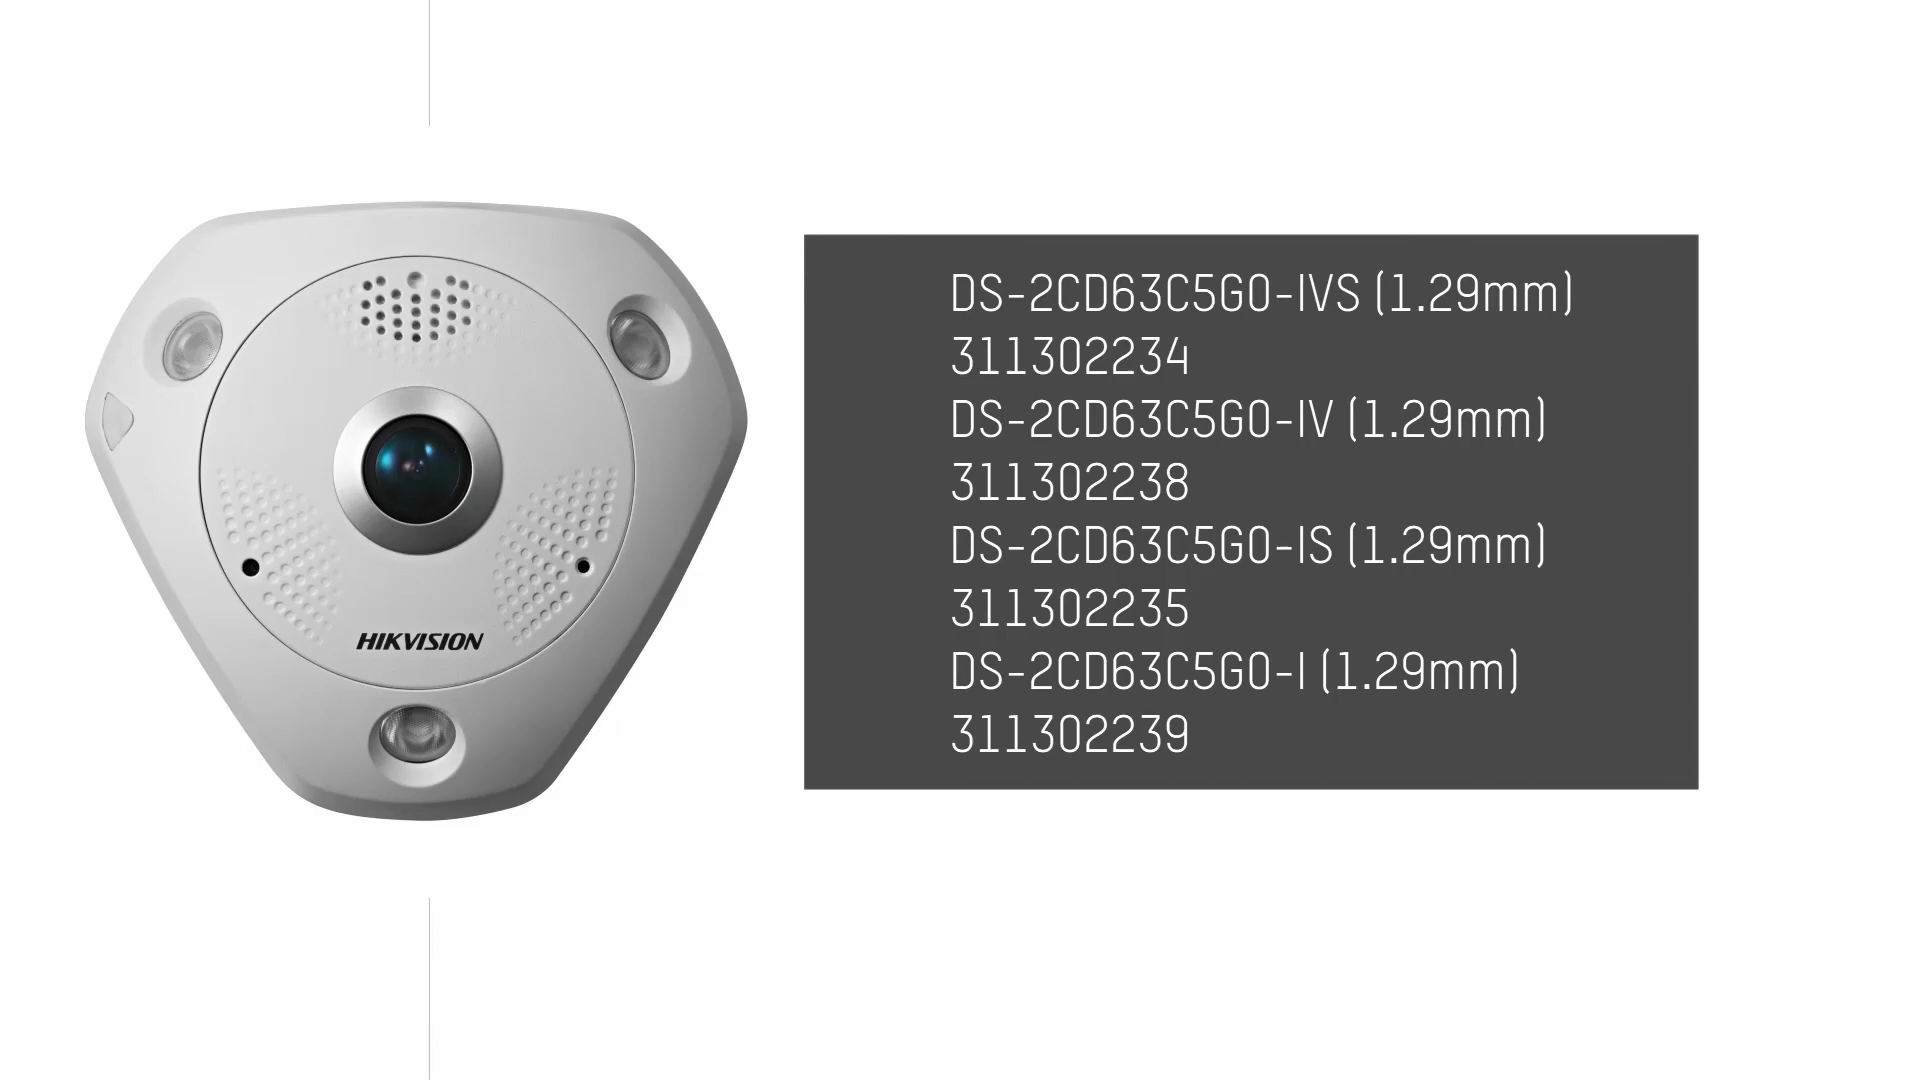 HIKVISION
DS-2CD63C5G0-IVS (1.29mm)
311302234
DS-2CD63C5G0-IV (1.29mm)
311302238
DS-2CD63C5G0-IS (1.29mm)
311302235
DS-2CD63C5G0-I (1.29mm)
311302239